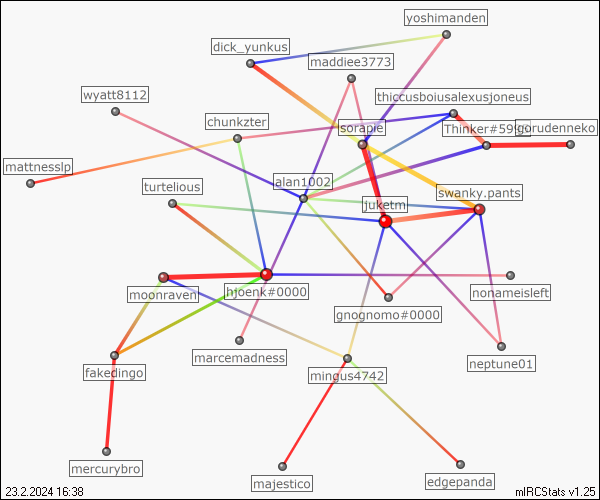 yoshimanden
dick_yunkus
maddiee3773
wyatt8112
thiccusboiusalexusjoneus
chunkzter
sorapie
Thinker#599
gorudenneko
mattnesslp
turtelious
alan1002
swanky.pants
juketm
moonraven
hjoenk#0000
nonameisleft
gnognomo#0000
marcemadness
neptune01
fakedingo
mingus4742
mercurybro
majestico
edgepanda
23.2.2024 16:38
mIRCStats v1.25